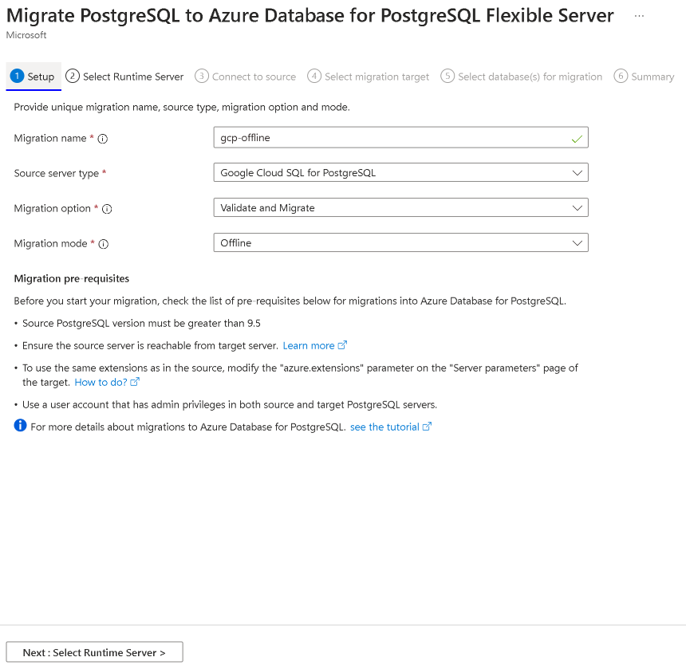 Migrate PostgreSQL to Azure Database for PostgreSQL Flexible Server ...
Microsoft
1 Setup 2 Select Runtime Server 3 Connect to source 4 Select migration target 5 Select database(s) for migration 6 Summary
Provide unique migration name, source type, migration option and mode.
Migration name * gcp-offline
Source server type * Google Cloud SQL for PostgreSQL
Migration option * Validate and Migrate
Migration mode * Offline
Migration pre-requisites
Before you start your migration, check the list of pre-requisites below for migrations into Azure Database for PostgreSQL.
• Source PostgreSQL version must be greater than 9.5
• Ensure the source server is reachable from target server. Learn more
• To use the same extensions as in the source, modify the "azure.extensions" parameter on the "Server parameters" page of
the target. How to do?
• Use a user account that has admin privileges in both source and target PostgreSQL servers.
For more details about migrations to Azure Database for PostgreSQL. see the tutorial
Next : Select Runtime Server >